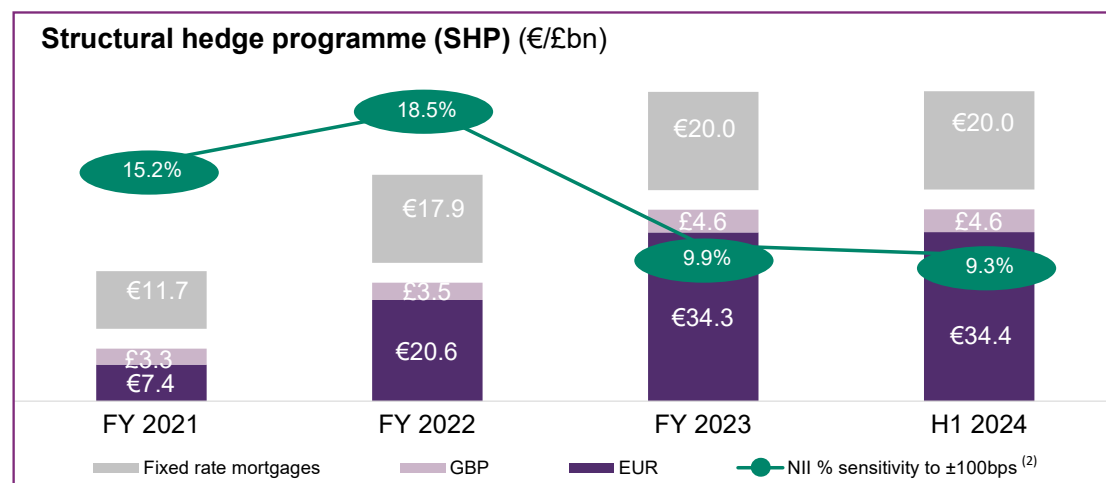 Structural hedge programme (SHP) (€/£bn)
15.2%
18.5%
9.9%
9.3%
€11.7
€17.9
€20.0
€20.0
£3.3
£3.5
£4.6
£4.6
€7.4
€20.6
€34.3
€34.4
FY 2021
FY 2022
FY 2023
H1 2024
Fixed rate mortgages
GBP
EUR
NII % sensitivity to ±100bps (2)